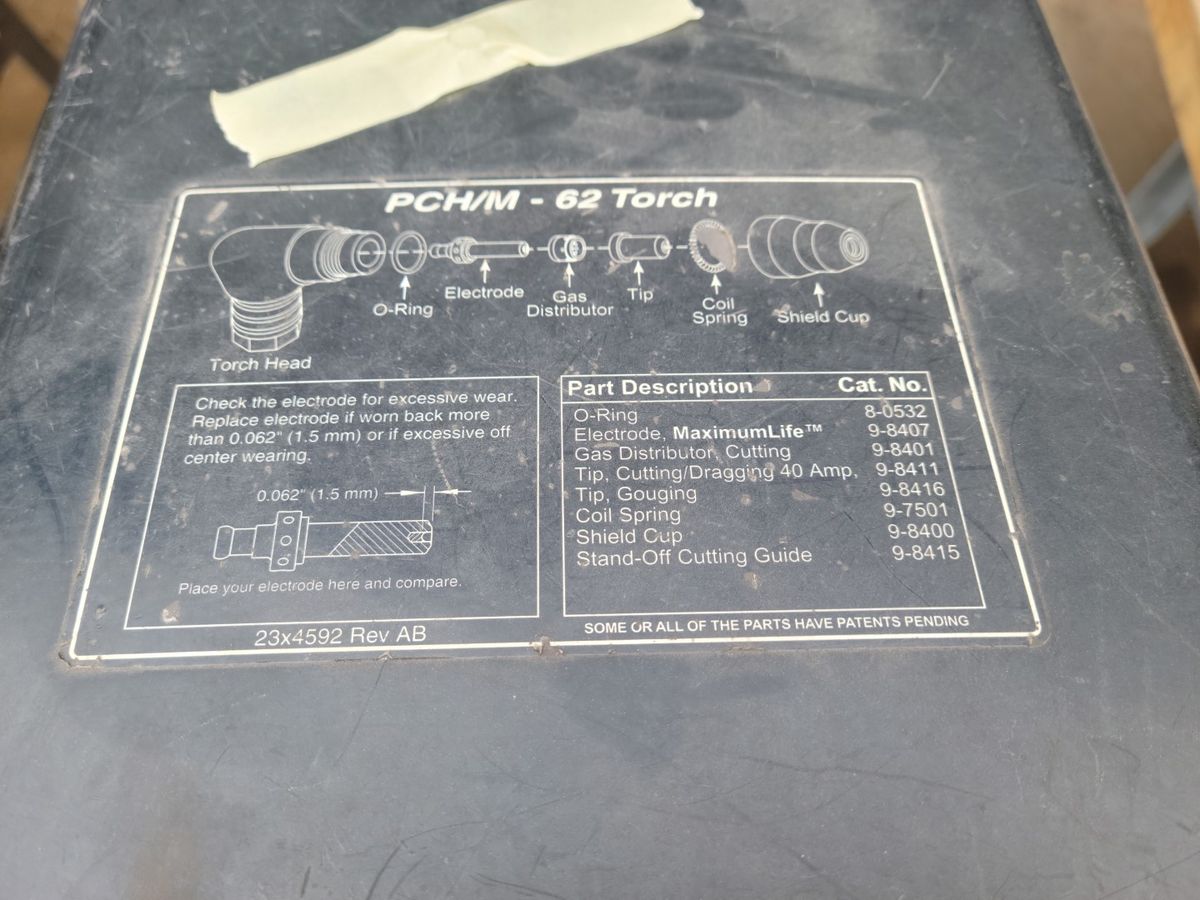 PCH/M - 62 Torch
O-Ring
Electrode
Gas
Distributor
Tip
Coil
Spring
Shield Cup
Torch Head
Check the electrode for excessive wear.
Replace electrode if worn back more
than 0.062" (1.5 mm) or if excessive off
center wearing.
0.062" (1.5 mm)
Place your electrode here and compare.
23x4592 Rev AB
Part Description Cat. No.
O-Ring 8-0532
Electrode, MaximumLife™ 9-8407
Gas Distributor, Cutting 9-8401
Tip, Cutting/Dragging 40 Amp, 9-8411
Tip, Gouging 9-8416
Coil Spring 9-7501
Shield Cup 9-8400
Stand-Off Cutting Guide 9-8415
SOME OR ALL OF THE PARTS HAVE PATENTS PENDING